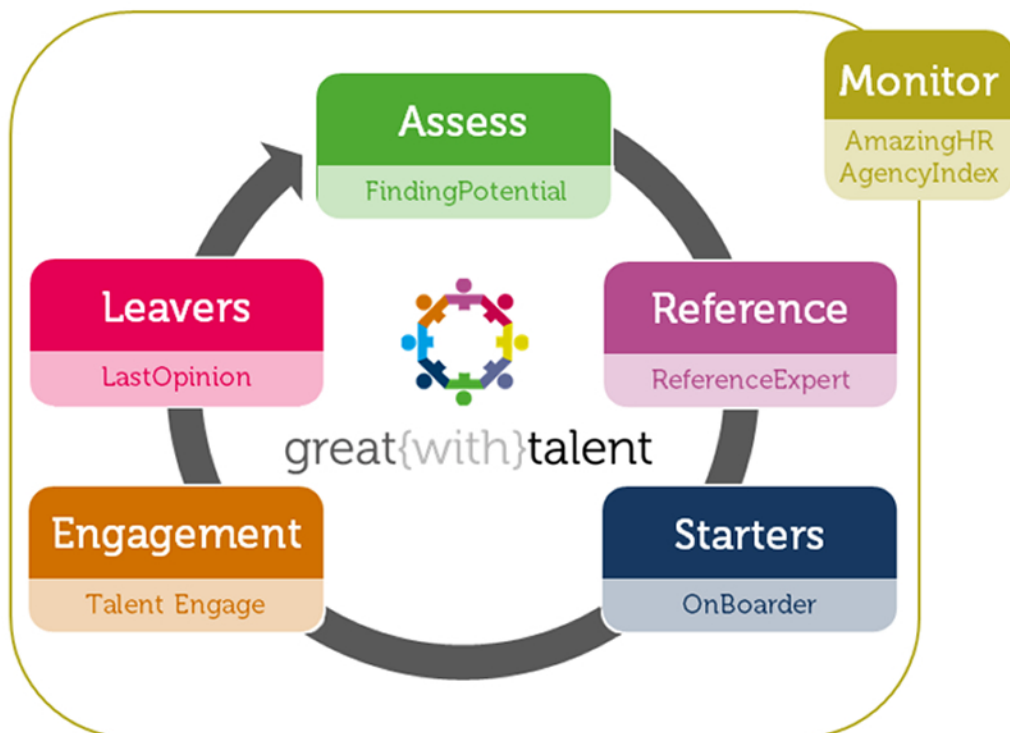 Monitor
AmazingHR
AgencyIndex
Assess
FindingPotential
Leavers
LastOpinion
Reference
ReferenceExpert
great{with}talent
Engagement
Talent Engage
Starters
OnBoarder